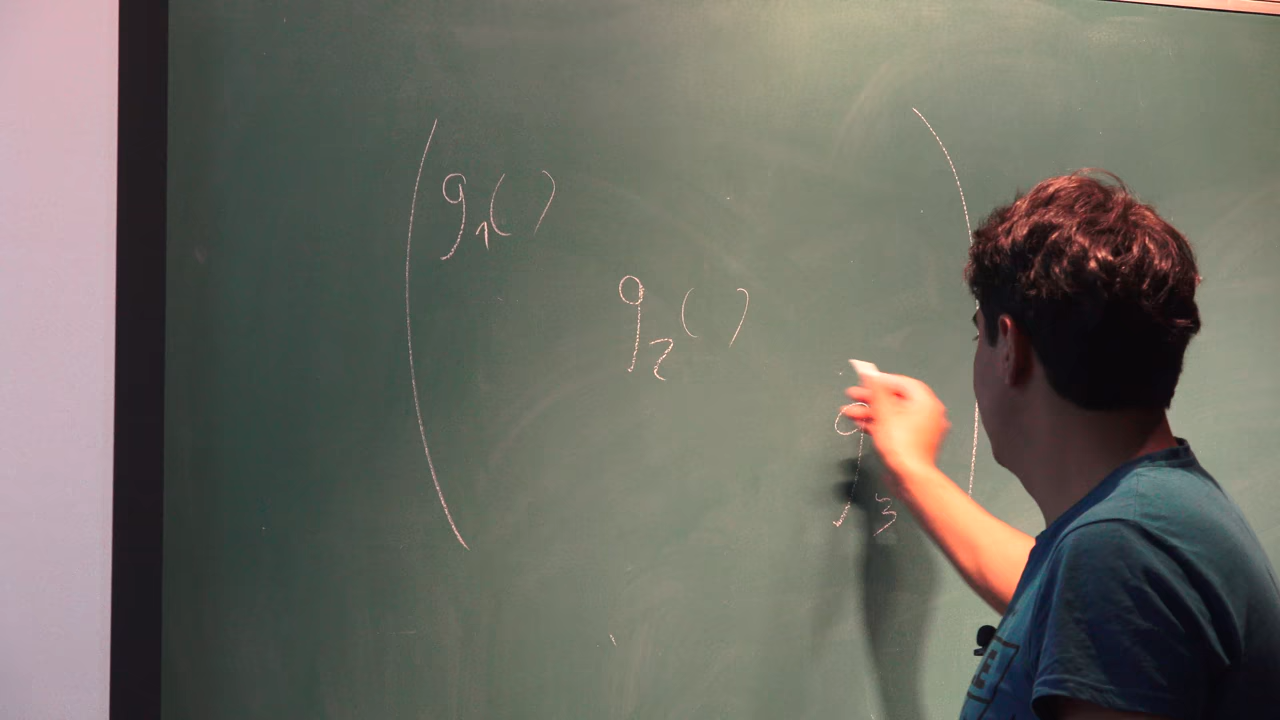 ( g₁( )
g₂( )
g₃ )